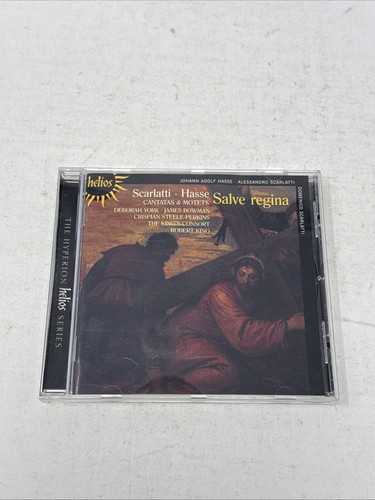 helios
JOHANN ADOLF HASSE · ALESSANDRO SCARLATTI
DOMENICO SCARLATTI
Scarlatti · Hasse
CANTATAS & MOTETS
Salve regina
DEBORAH YORK · JAMES BOWMAN
CRISPIAN STEELE-PERKINS
THE KING'S CONSORT
ROBERT KING
THE HYPERION helios SERIES